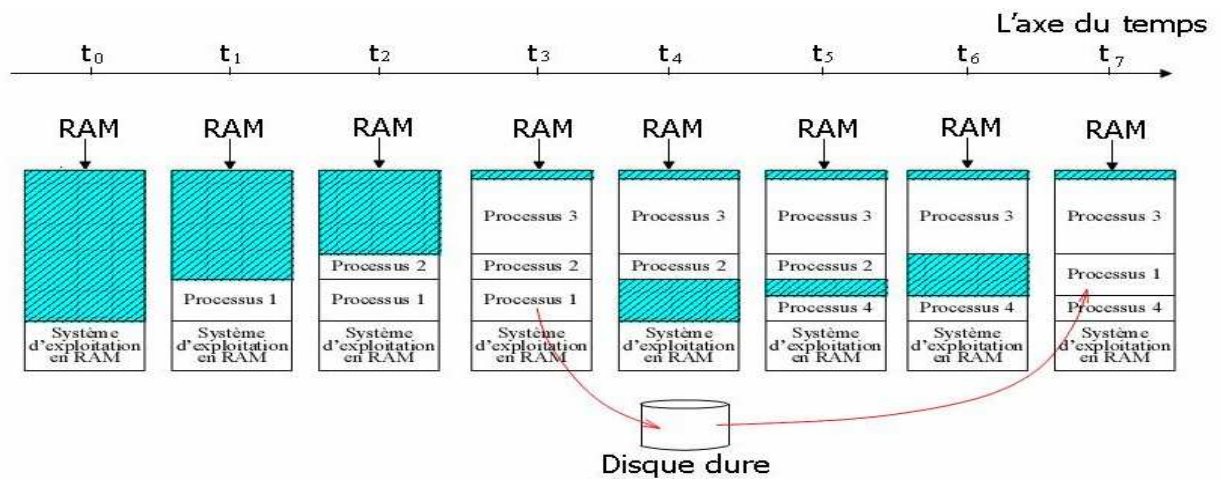 L'axe du temps
t₀ t₁ t₂ t₃ t₄ t₅ t₆ t₇
RAM RAM RAM RAM RAM RAM RAM RAM
Processus 1
Système
d'exploitation
en RAM
Processus 2
Processus 1
Système
d'exploitation
en RAM
Processus 3
Processus 2
Processus 1
Système
d'exploitation
en RAM
Processus 3
Processus 2
Système
d'exploitation
en RAM
Processus 3
Processus 2
Processus 4
Système
d'exploitation
en RAM
Processus 3
Processus 4
Système
d'exploitation
en RAM
Processus 3
Processus 1
Processus 4
Système
d'exploitation
en RAM
Système
d'exploitation
en RAM
Disque dure